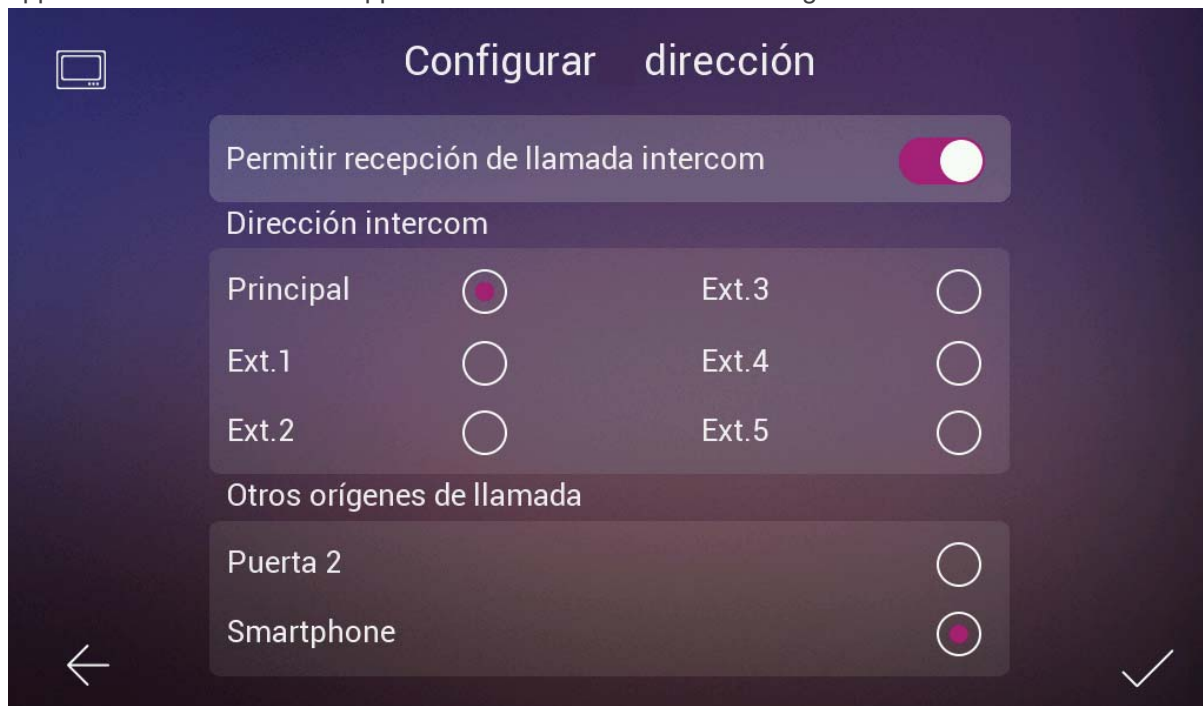 Configurar dirección
Permitir recepción de llamada intercom
Dirección intercom
Principal Ext.3
Ext.1 Ext.4
Ext.2 Ext.5
Otros orígenes de llamada
Puerta 2
Smartphone